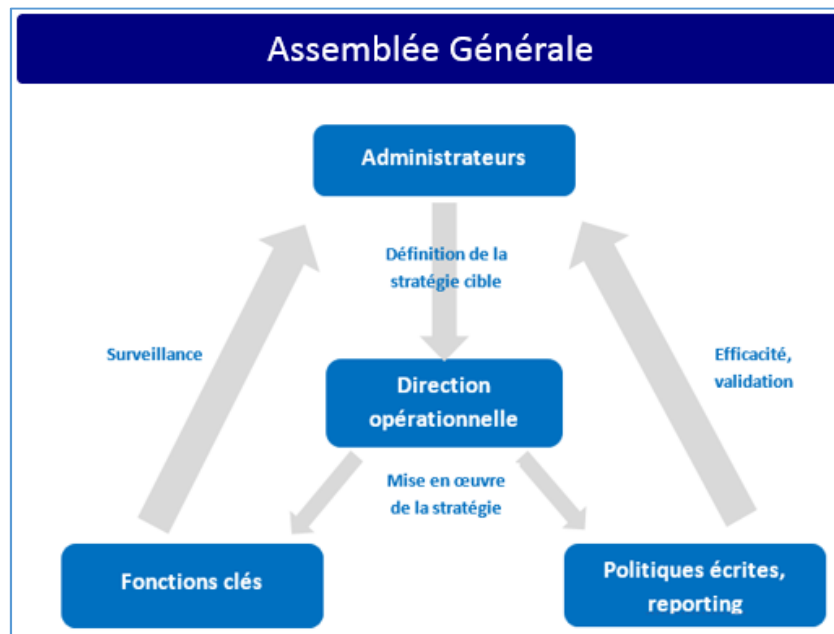 Assemblée Générale
Administrateurs
Définition de la
stratégie cible
Surveillance
Efficacité,
validation
Direction
opérationnelle
Mise en œuvre
de la stratégie
Fonctions clés
Politiques écrites,
reporting